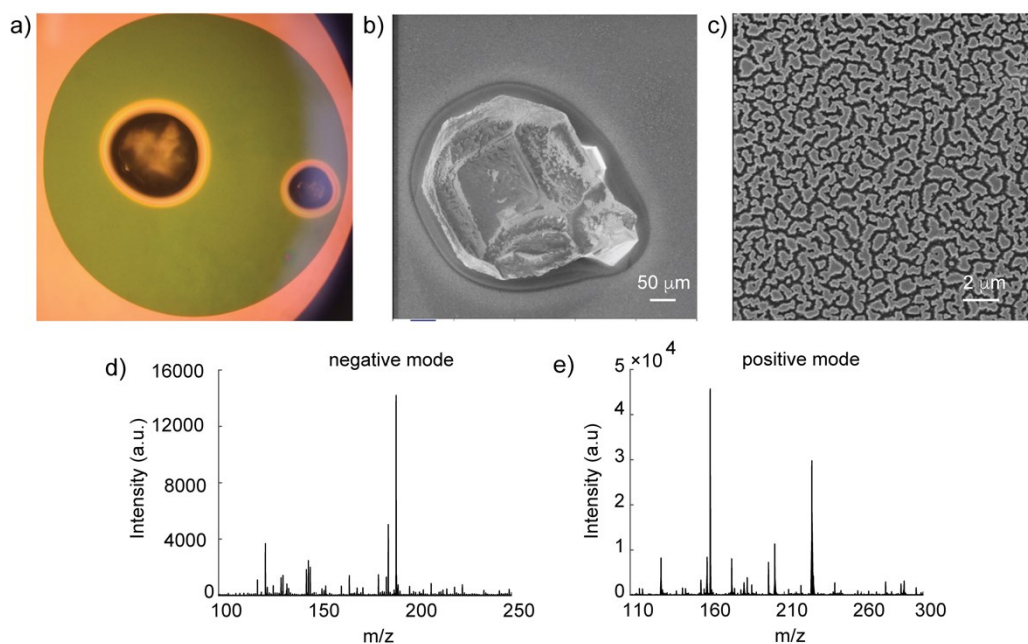 a)
b)
c)
50 µm
2 µm
d)
negative mode
16000
12000
8000
4000
0
Intensity (a.u.)
100
150
200
250
m/z
e)
positive mode
5 ×10 4
4
3
2
1
0
Intensity (a.u)
110
160
210
260
300
m/z